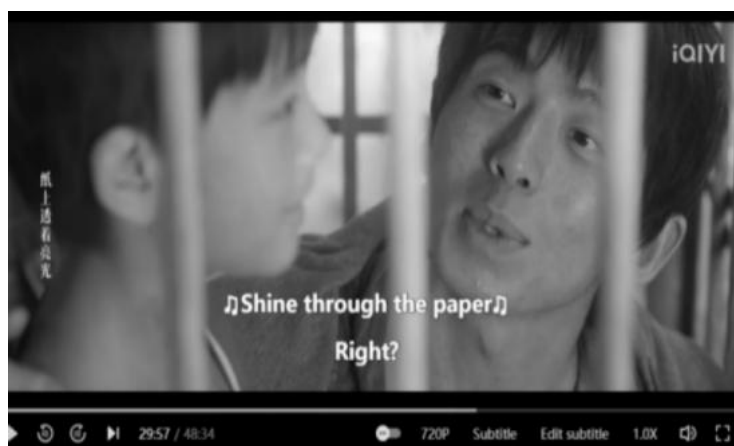 iQIYI
纸上透着亮光
♫Shine through the paper♫
Right?
29:57 / 48:34
720P Subtitle Edit subtitle 1.0X